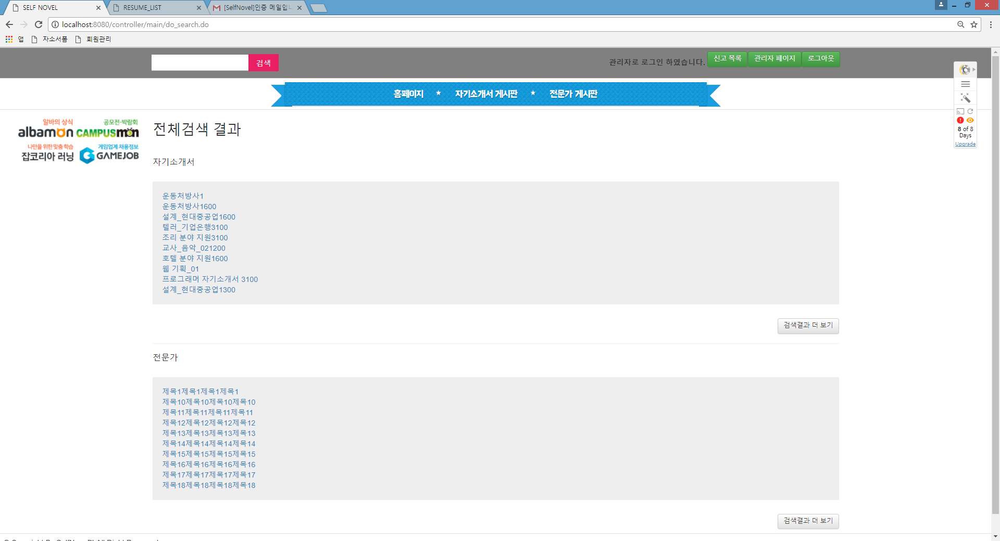 SELF NOVEL
RESUME_LIST
[SelfNovel]인증 메일입니
localhost:8080/controller/main/do_search.do
앱
자소서폼
회원관리
검색
관리자로 로그인 하였습니다.
신고 목록
관리자 페이지
로그아웃
홈페이지
자기소개서 게시판
전문가 게시판
8 of 8
Days
Upgrade
알바의 상식
albamon
공모전·박람회
CAMPUSmon
나만을 위한 맞춤 학습
잡코리아 러닝
게임업계 채용정보
GAMEJOB
전체검색 결과
자기소개서
운동처방사1
운동처방사1600
설계_현대중공업1600
텔러_기업은행3100
조리 분야 지원3100
교사_음악_021200
호텔 분야 지원1600
웹 기획_01
프로그래머 자기소개서 3100
설계_현대중공업1300
검색결과 더 보기
전문가
제목1제목1제목1제목1
제목10제목10제목10제목10
제목11제목11제목11제목11
제목12제목12제목12제목12
제목13제목13제목13제목13
제목14제목14제목14제목14
제목15제목15제목15제목15
제목16제목16제목16제목16
제목17제목17제목17제목17
제목18제목18제목18제목18
검색결과 더 보기